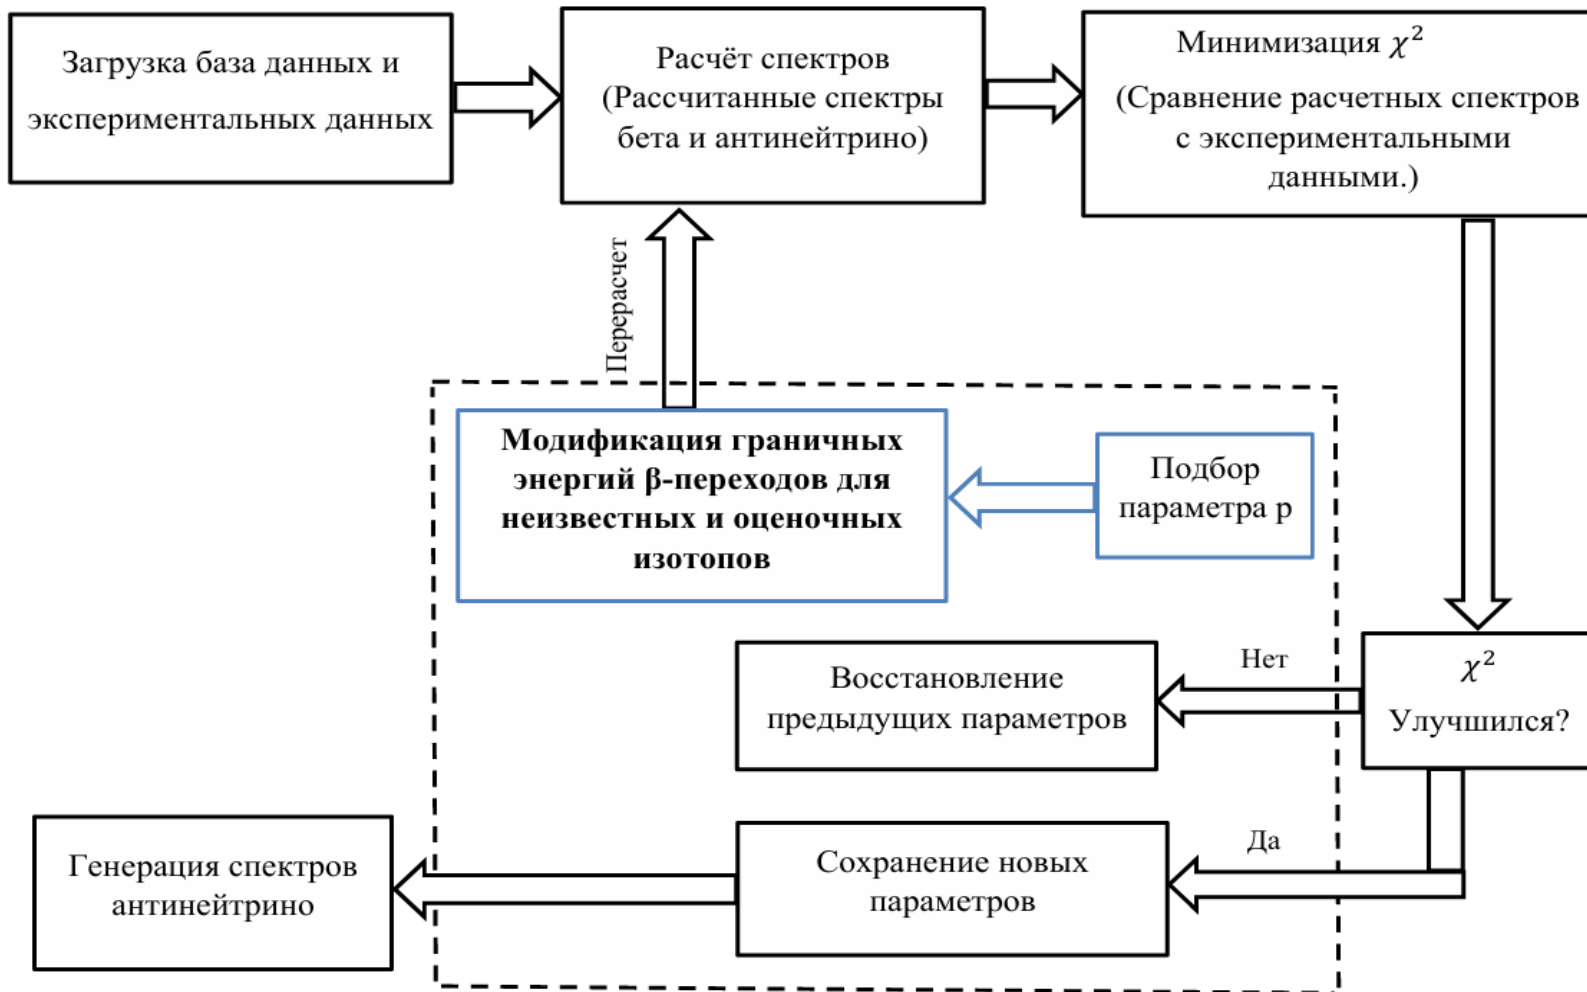 Загрузка база данных и
экспериментальных данных
Расчёт спектров
(Рассчитанные спектры
бета и антинейтрино)
Минимизация χ²
(Сравнение расчетных спектров
с экспериментальными
данными.)
Перерасчет
Модификация граничных
энергий β-переходов для
неизвестных и оценочных
изотопов
Подбор
параметра р
Восстановление
предыдущих параметров
Нет
χ²
Улучшился?
Генерация спектров
антинейтрино
Сохранение новых
параметров
Да